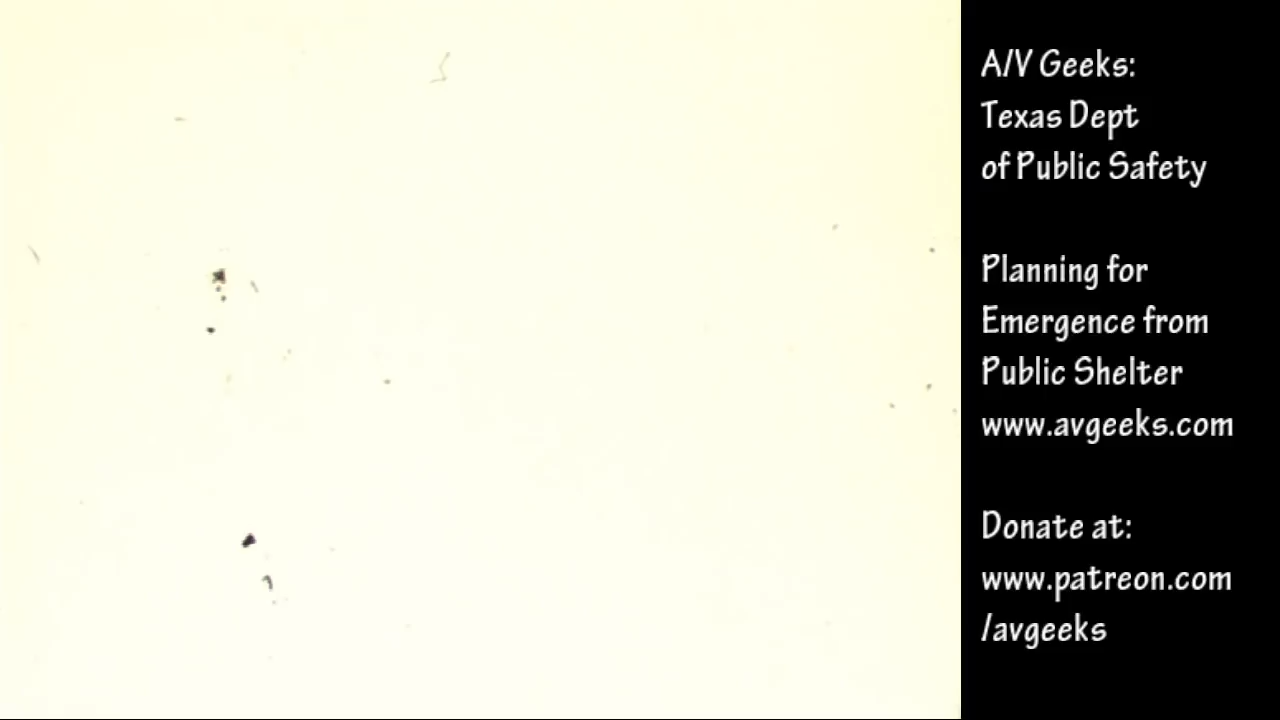 A/V Geeks:
Texas Dept
of Public Safety
Planning for
Emergence from
Public Shelter
www.avgeeks.com
Donate at:
www.patreon.com
/avgeeks